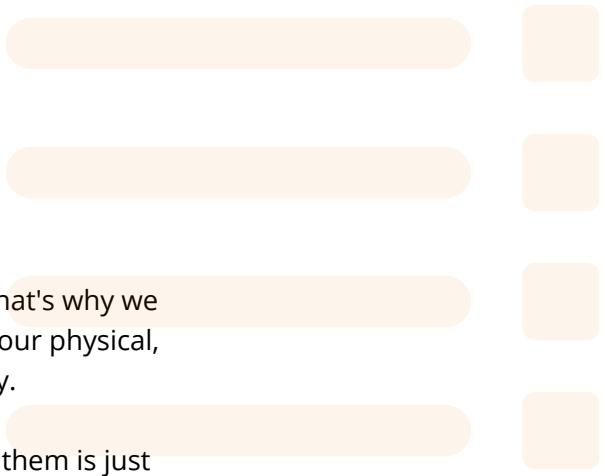 hat's why we
our physical,
y.
them is just